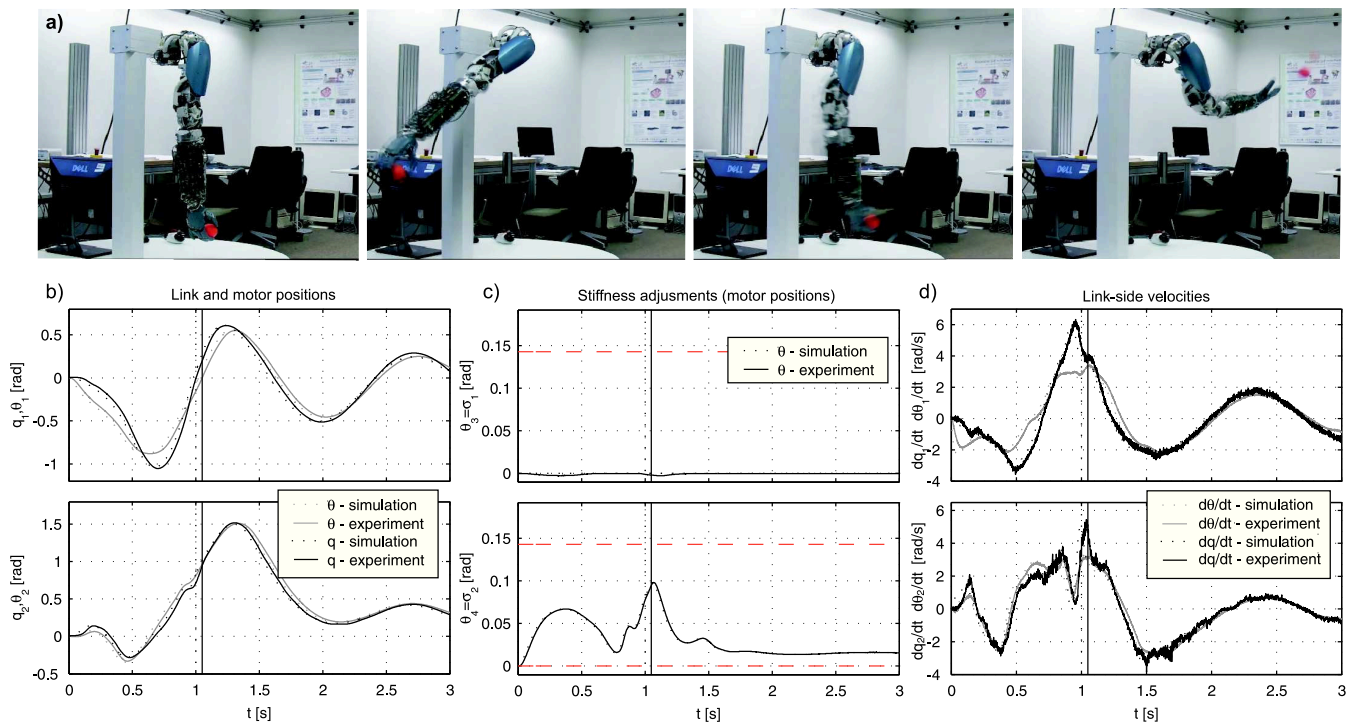 a)
DELL
DELL
DELL
DELL
b)
Link and motor positions
q1,θ1 [rad]
0.5
0
-0.5
-1
q2,θ2 [rad]
1.5
1
0.5
0
-0.5
0 0.5 1 1.5 2 2.5 3
t [s]
θ - simulation
θ - experiment
q - simulation
q - experiment
c)
Stiffness adjusments (motor positions)
θ3=σ1 [rad]
0.15
0.1
0.05
0
θ - simulation
θ - experiment
θ4=σ2 [rad]
0.15
0.1
0.05
0
0 0.5 1 1.5 2 2.5 3
t [s]
d)
Link-side velocities
dq1/dt dθ1/dt [rad/s]
6
4
2
0
-2
-4
dq2/dt dθ2/dt [rad/s]
6
4
2
0
-2
-4
0 0.5 1 1.5 2 2.5 3
t [s]
dθ/dt - simulation
dθ/dt - experiment
dq/dt - simulation
dq/dt - experiment